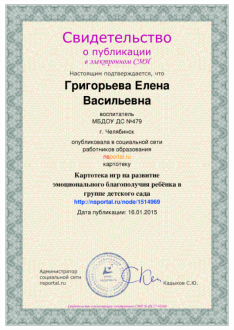 Свидетельство
о публикации
в электронном СМИ
Настоящим подтверждается, что
Григорьева Елена
Васильевна
воспитатель
МБДОУ ДС №479
г. Челябинск
опубликовала в социальной сети
работников образования
nsportal.ru
картотеку
Картотека игр на развитие
эмоционального благополучия ребёнка в
группе детского сада
http://nsportal.ru/node/1514969
Дата публикации: 16.01.2015
Администратор
социальной сети
nsportal.ru
Кадыков С.Ю.